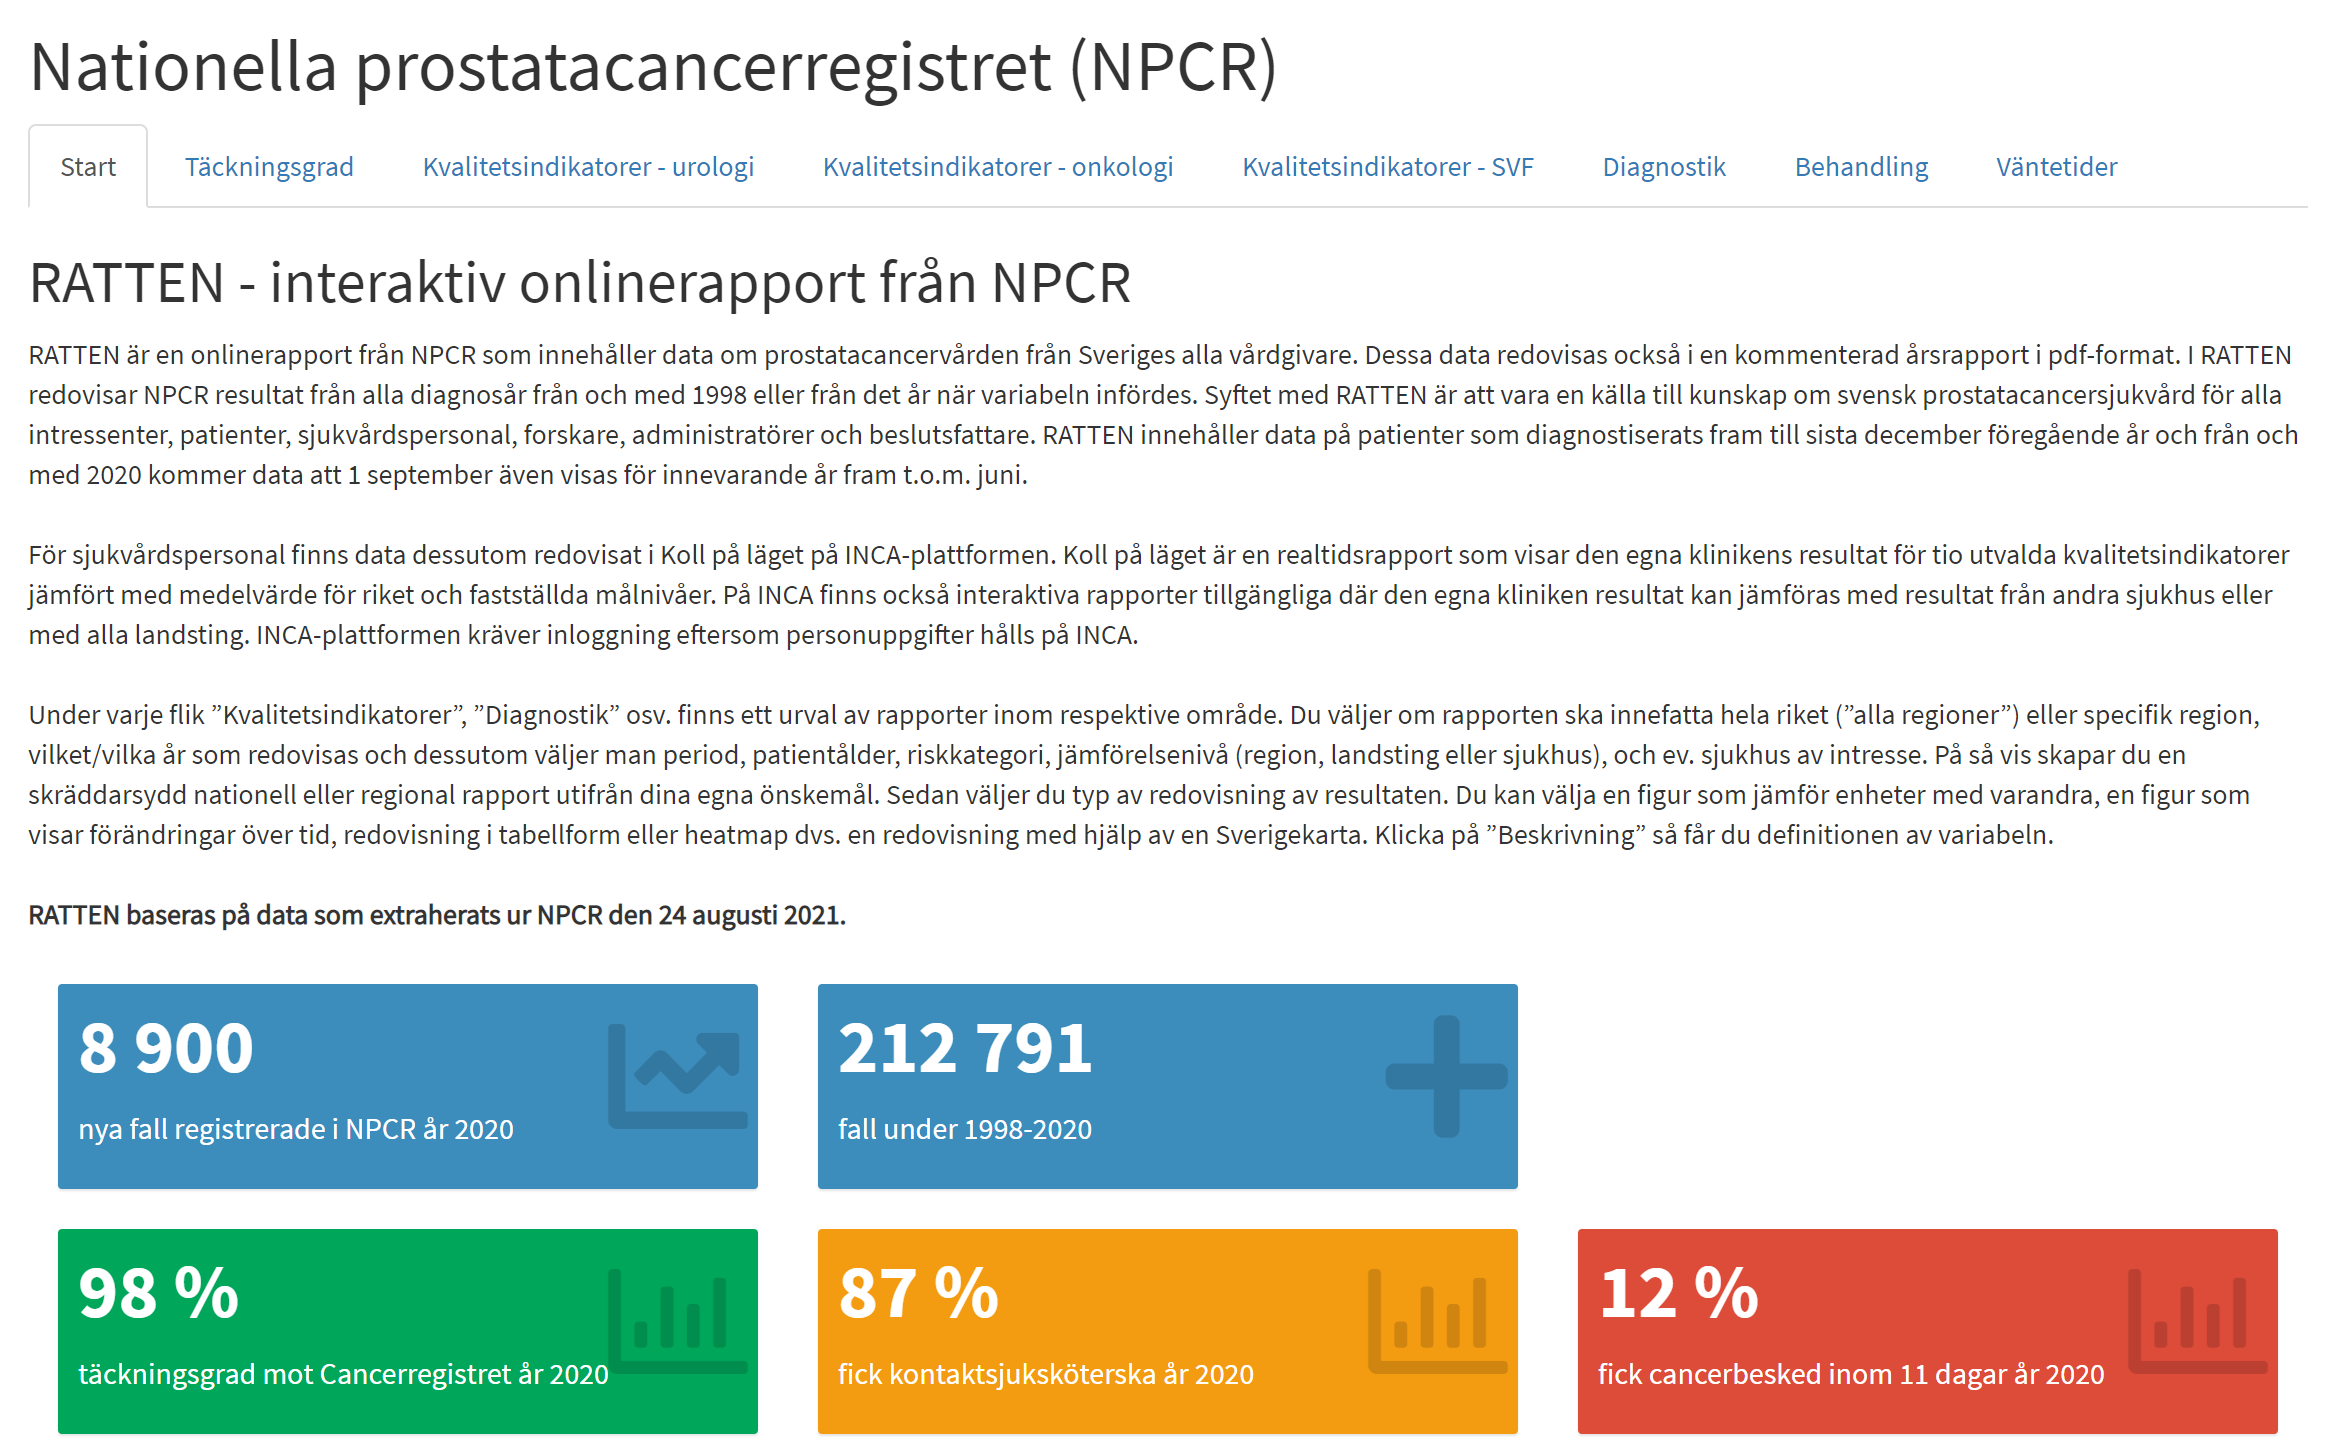 Nationella prostatacancerregistret (NPCR)
Start Täckningsgrad Kvalitetsindikatorer - urologi Kvalitetsindikatorer - onkologi Kvalitetsindikatorer - SVF Diagnostik Behandling Väntetider
RATTEN - interaktiv onlinerapport från NPCR
RATTEN är en onlinerapport från NPCR som innehåller data om prostatacancervården från Sveriges alla vårdgivare. Dessa data redovisas också i en kommenterad årsrapport i pdf-format. I RATTEN
redovisar NPCR resultat från alla diagnosår från och med 1998 eller från det år när variabeln infördes. Syftet med RATTEN är att vara en källa till kunskap om svensk prostatacancersjukvård för alla
intressenter, patienter, sjukvårdspersonal, forskare, administratörer och beslutsfattare. RATTEN innehåller data på patienter som diagnostiserats fram till sista december föregående år och från och
med 2020 kommer data att 1 september även visas för innevarande år fram t.o.m. juni.
För sjukvårdspersonal finns data dessutom redovisat i Koll på läget på INCA-plattformen. Koll på läget är en realtidsrapport som visar den egna klinikens resultat för tio utvalda kvalitetsindikatorer
jämfört med medelvärde för riket och fastställda målnivåer. På INCA finns också interaktiva rapporter tillgängliga där den egna kliniken resultat kan jämföras med resultat från andra sjukhus eller
med alla landsting. INCA-plattformen kräver inloggning eftersom personuppgifter hålls på INCA.
Under varje flik ”Kvalitetsindikatorer”, ”Diagnostik” osv. finns ett urval av rapporter inom respektive område. Du väljer om rapporten ska innefatta hela riket (”alla regioner”) eller specifik region,
vilket/vilka år som redovisas och dessutom väljer man period, patientålder, riskkategori, jämförelsenivå (region, landsting eller sjukhus), och ev. sjukhus av intresse. På så vis skapar du en
skräddarsydd nationell eller regional rapport utifrån dina egna önskemål. Sedan väljer du typ av redovisning av resultaten. Du kan välja en figur som jämför enheter med varandra, en figur som
visar förändringar över tid, redovisning i tabellform eller heatmap dvs. en redovisning med hjälp av en Sverigekarta. Klicka på ”Beskrivning” så får du definitionen av variabeln.
RATTEN baseras på data som extraherats ur NPCR den 24 augusti 2021.
8 900
nya fall registrerade i NPCR år 2020
212 791
fall under 1998-2020
98 %
täckningsgrad mot Cancerregistret år 2020
87 %
fick kontaktsjuksköterska år 2020
12 %
fick cancerbesked inom 11 dagar år 2020